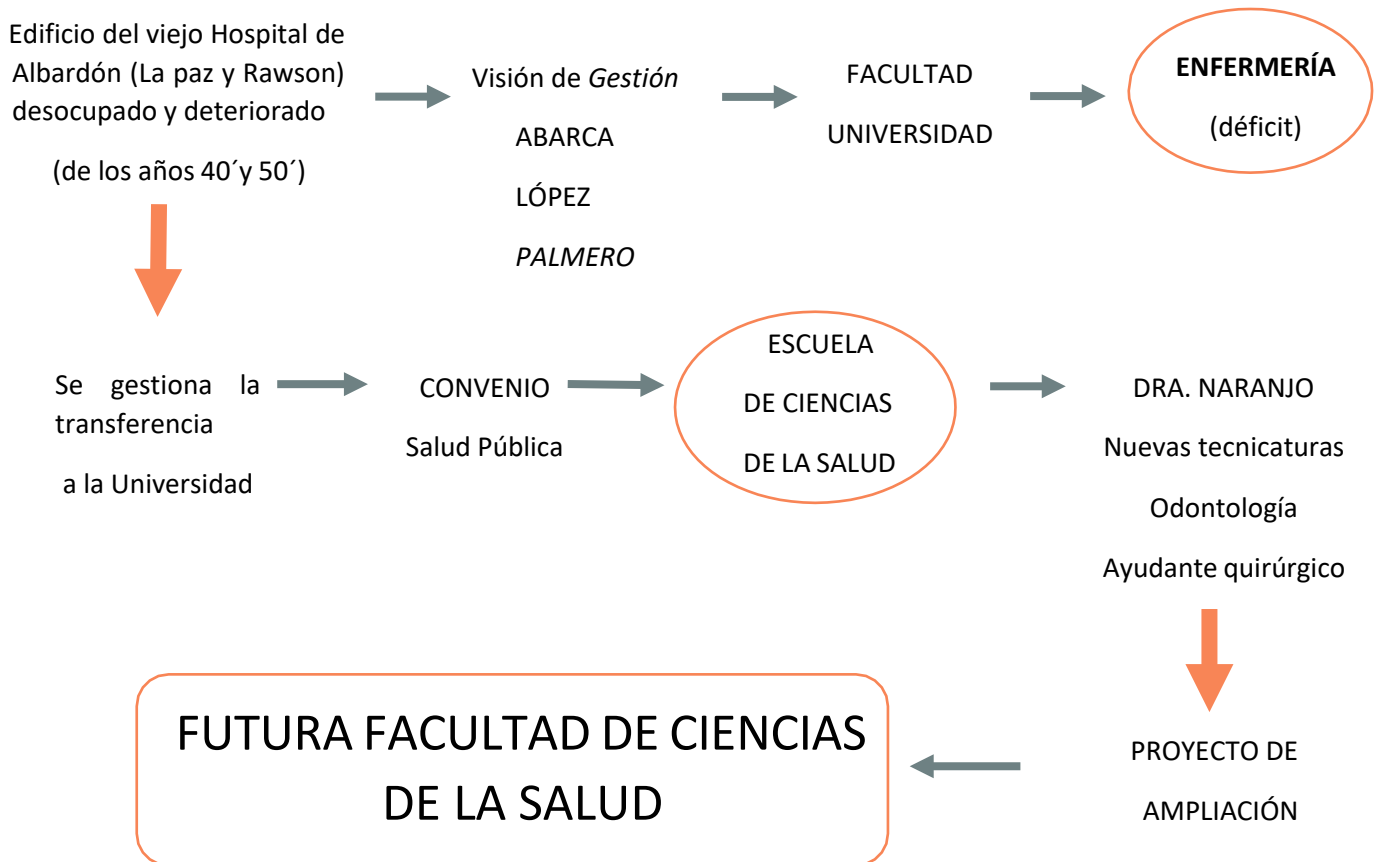 Edificio del viejo Hospital de
Albardón (La paz y Rawson)
desocupado y deteriorado
(de los años 40´y 50´)
Visión de Gestión
ABARCA
LÓPEZ
PALMERO
FACULTAD
UNIVERSIDAD
ENFERMERÍA
(déficit)
Se gestiona la
transferencia
a la Universidad
CONVENIO
Salud Pública
ESCUELA
DE CIENCIAS
DE LA SALUD
DRA. NARANJO
Nuevas tecnicaturas
Odontología
Ayudante quirúrgico
PROYECTO DE
AMPLIACIÓN
FUTURA FACULTAD DE CIENCIAS
DE LA SALUD